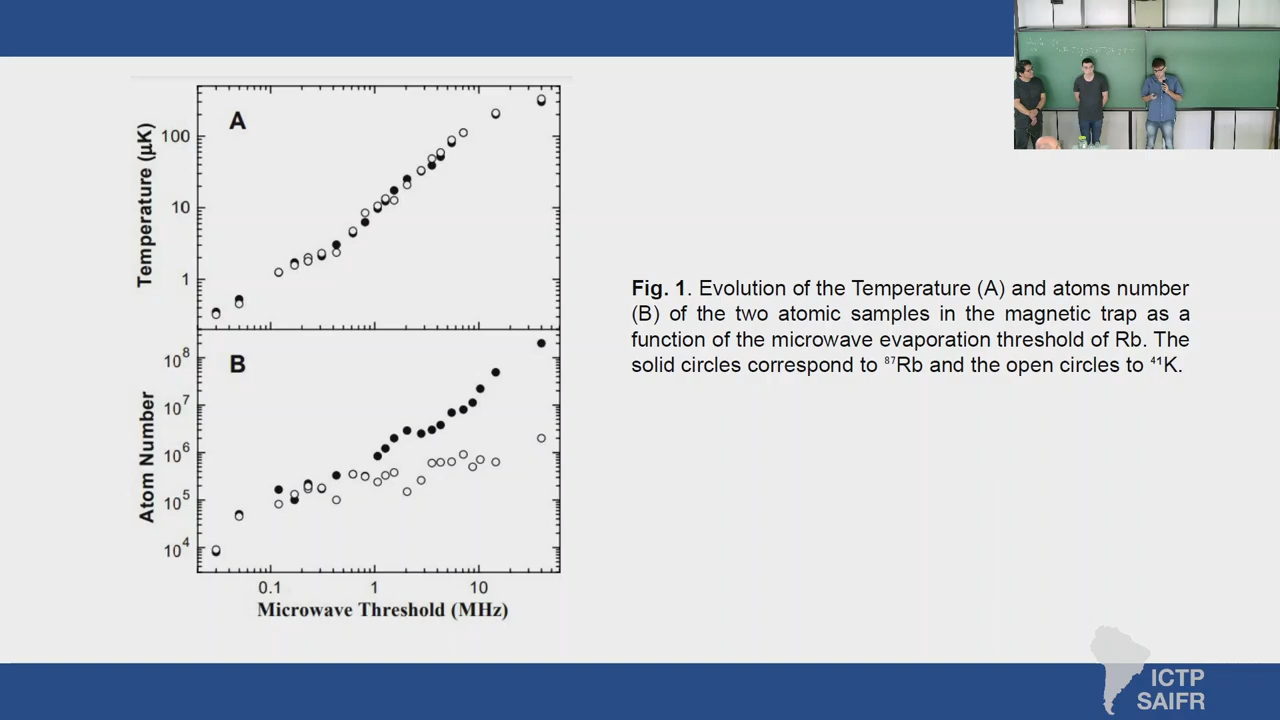 A
Temperature (µK)
100
10
1
B
Atom Number
10⁸
10⁷
10⁶
10⁵
10⁴
0.1 1 10
Microwave Threshold (MHz)
Fig. 1. Evolution of the Temperature (A) and atoms number
(B) of the two atomic samples in the magnetic trap as a
function of the microwave evaporation threshold of Rb. The
solid circles correspond to ⁸⁷Rb and the open circles to ⁴¹K.
ICTP
SAIFR